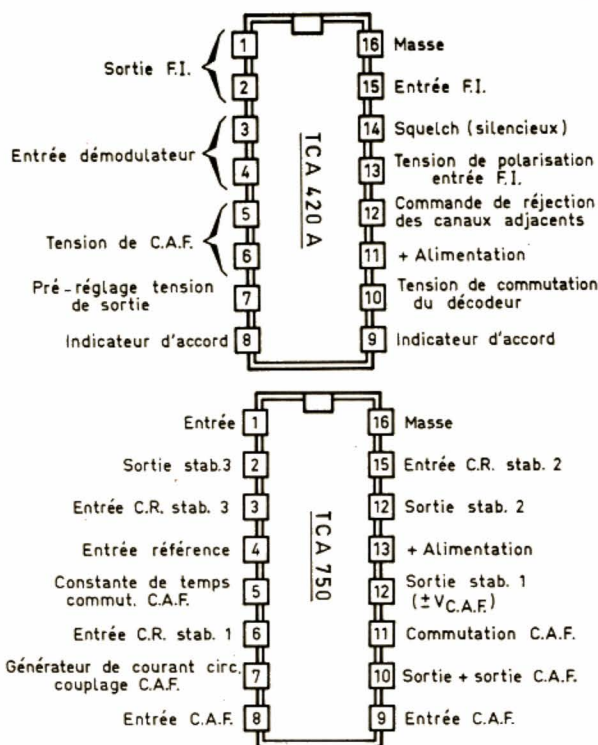 1
16
Masse
Sortie F.I.
2
15
Entrée F.I.
3
14
Squelch (silencieux)
Entrée démodulateur
4
13
Tension de polarisation
entrée F.I.
5
12
Commande de réjection
des canaux adjacents
Tension de C.A.F.
6
11
+ Alimentation
Pré-réglage tension
de sortie
7
10
Tension de commutation
du décodeur
Indicateur d'accord
8
9
Indicateur d'accord
TCA 420 A
Entrée
1
16
Masse
Sortie stab.3
2
15
Entrée C.R. stab. 2
Entrée C.R. stab. 3
3
12
Sortie stab. 2
Entrée référence
4
13
+ Alimentation
Constante de temps
commut. C.A.F.
5
12
Sortie stab. 1
(±VC.A.F.)
Entrée C.R. stab. 1
6
11
Commutation C.A.F.
Générateur de courant circ.
couplage C.A.F.
7
10
Sortie + sortie C.A.F.
Entrée C.A.F.
8
9
Entrée C.A.F.
TCA 750